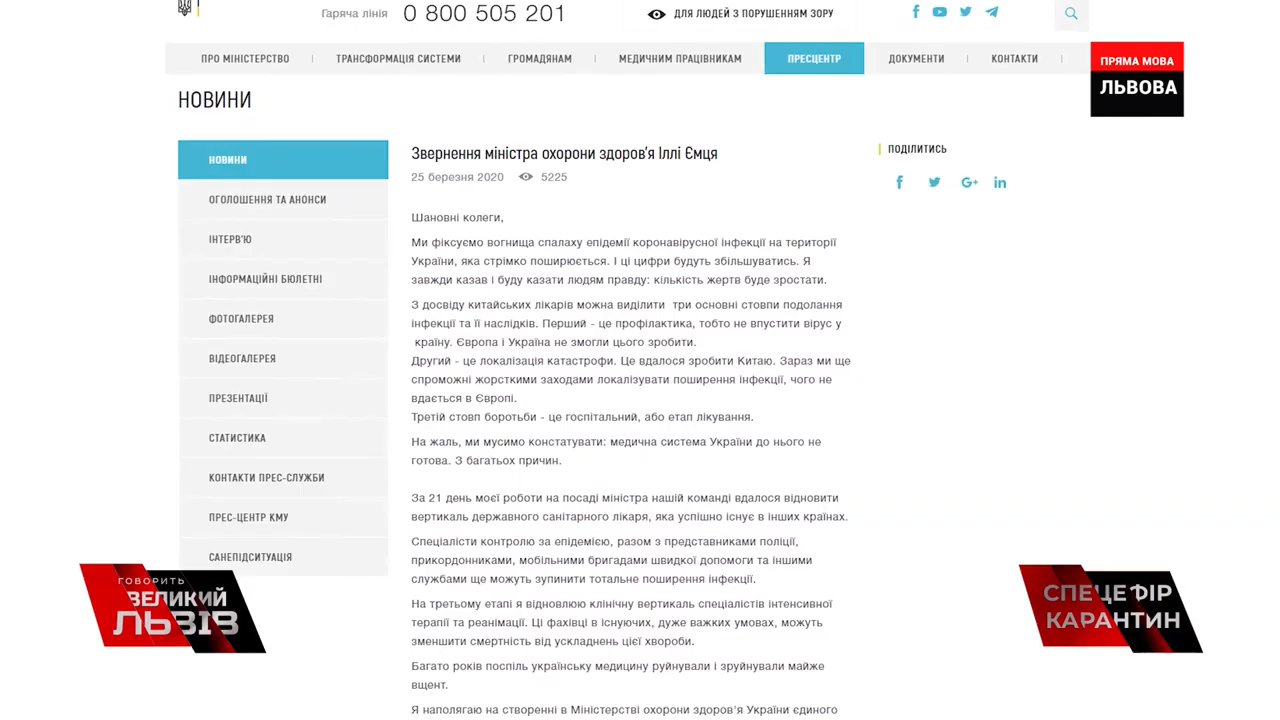 Гаряча лінія 0 800 505 201
ДЛЯ ЛЮДЕЙ З ПОРУШЕННЯМ ЗОРУ
ПРО МІНІСТЕРСТВО
ТРАНСФОРМАЦІЯ СИСТЕМИ
ГРОМАДЯНАМ
МЕДИЧНИМ ПРАЦІВНИКАМ
ПРЕСЦЕНТР
ДОКУМЕНТИ
КОНТАКТИ
ПРЯМА МОВА
ЛЬВОВА
НОВИНИ
НОВИНИ
ОГОЛОШЕННЯ ТА АНОНСИ
ІНТЕРВ'Ю
ІНФОРМАЦІЙНІ БЮЛЕТНІ
ФОТОГАЛЕРЕЯ
ВІДЕОГАЛЕРЕЯ
ПРЕЗЕНТАЦІЇ
СТАТИСТИКА
КОНТАКТИ ПРЕС-СЛУЖБИ
ПРЕС-ЦЕНТР КМУ
САНЕПІДСИТУАЦІЯ
Звернення міністра охорони здоров'я Іллі Ємця
25 березня 2020 5225
Шановні колеги,
Ми фіксуємо вогнища спалаху епідемії коронавірусної інфекції на території
України, яка стрімко поширюється. І ці цифри будуть збільшуватись. Я
завжди казав і буду казати людям правду: кількість жертв буде зростати.
З досвіду китайських лікарів можна виділити три основні стовпи подолання
інфекції та її наслідків. Перший - це профілактика, тобто не впустити вірус у
країну. Європа і Україна не змогли цього зробити.
Другий - це локалізація катастрофи. Це вдалося зробити Китаю. Зараз ми ще
спроможні жорсткими заходами локалізувати поширення інфекції, чого не
вдається в Європі.
Третій стовп боротьби - це госпітальний, або етап лікування.
На жаль, ми мусимо констатувати: медична система України до нього не
готова. З багатьох причин.
За 21 день моєї роботи на посаді міністра нашій команді вдалося відновити
вертикаль державного санітарного лікаря, яка успішно існує в інших країнах.
Спеціалісти контролю за епідемією, разом з представниками поліції,
прикордонниками, мобільними бригадами швидкої допомоги та іншими
службами ще можуть зупинити тотальне поширення інфекції.
На третьому етапі я відновлюю клінічну вертикаль спеціалістів інтенсивної
терапії та реанімації. Ці фахівці в існуючих, дуже важких умовах, можуть
зменшити смертність від ускладнень цієї хвороби.
Багато років поспіль українську медицину руйнували і зруйнували майже
вщент.
Я наполягаю на створенні в Міністерстві охорони здоров'я України єдиного
ПОДІЛИТИСЬ
ГОВОРИТЬ
ВЕЛИКИЙ
ЛЬВІВ
СПЕЦЕФІР
КАРАНТИН